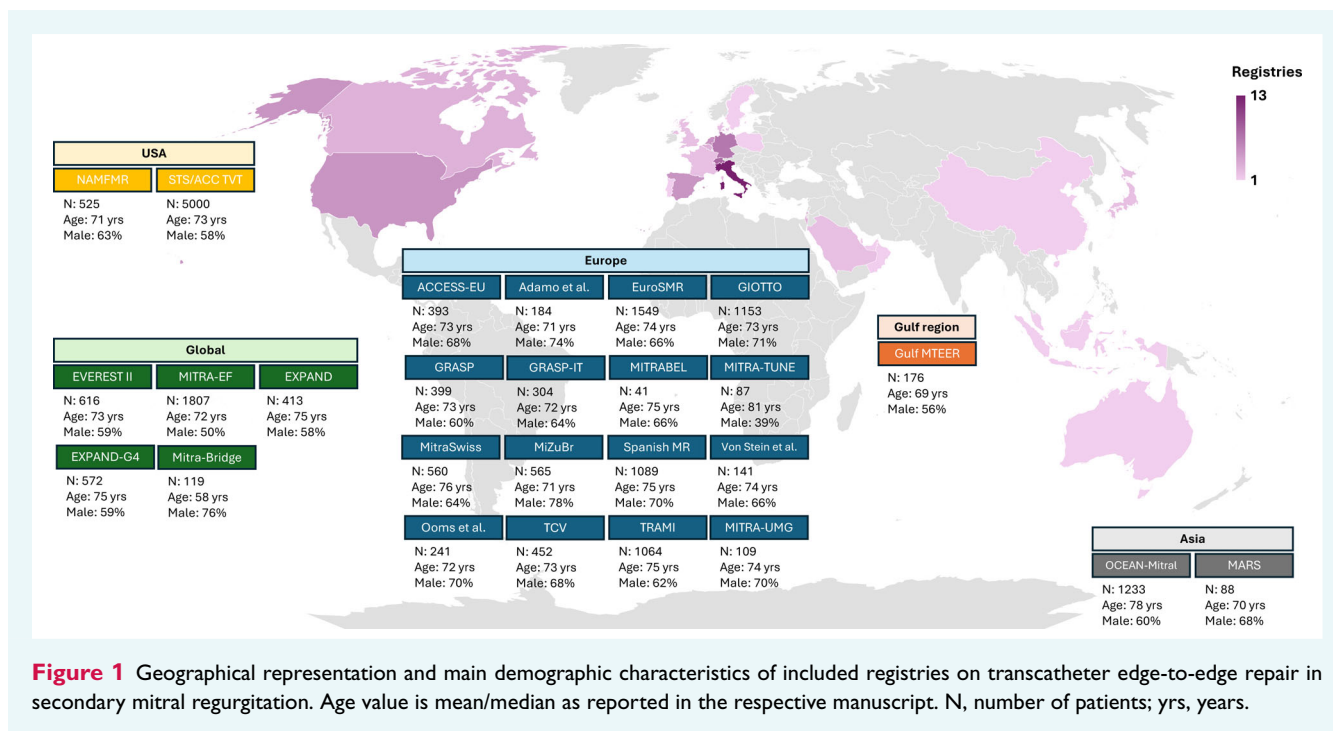 Registries
13
1
USA
NAMFMR STS/ACC TVT
N: 525 N: 5000
Age: 71 yrs Age: 73 yrs
Male: 63% Male: 58%
Europe
ACCESS-EU Adamo et al. EuroSMR GIOTTO
N: 393 N: 184 N: 1549 N: 1153
Age: 73 yrs Age: 71 yrs Age: 74 yrs Age: 73 yrs
Male: 68% Male: 74% Male: 66% Male: 71%
GRASP GRASP-IT MITRABEL MITRA-TUNE
N: 399 N: 304 N: 41 N: 87
Age: 73 yrs Age: 72 yrs Age: 75 yrs Age: 81 yrs
Male: 60% Male: 64% Male: 66% Male: 39%
MitraSwiss MiZuBr Spanish MR Von Stein et al.
N: 560 N: 565 N: 1089 N: 141
Age: 76 yrs Age: 71 yrs Age: 75 yrs Age: 74 yrs
Male: 64% Male: 78% Male: 70% Male: 66%
Ooms et al. TCV TRAMI MITRA-UMG
N: 241 N: 452 N: 1064 N: 109
Age: 72 yrs Age: 73 yrs Age: 75 yrs Age: 74 yrs
Male: 70% Male: 68% Male: 62% Male: 70%
Gulf region
Gulf MTEER
N: 176
Age: 69 yrs
Male: 56%
Global
EVEREST II MITRA-EF EXPAND
N: 616 N: 1807 N: 413
Age: 73 yrs Age: 72 yrs Age: 75 yrs
Male: 59% Male: 50% Male: 58%
EXPAND-G4 Mitra-Bridge
N: 572 N: 119
Age: 75 yrs Age: 58 yrs
Male: 59% Male: 76%
Asia
OCEAN-Mitral MARS
N: 1233 N: 88
Age: 78 yrs Age: 70 yrs
Male: 60% Male: 68%
Figure 1 Geographical representation and main demographic characteristics of included registries on transcatheter edge-to-edge repair in
secondary mitral regurgitation. Age value is mean/median as reported in the respective manuscript. N, number of patients; yrs, years.